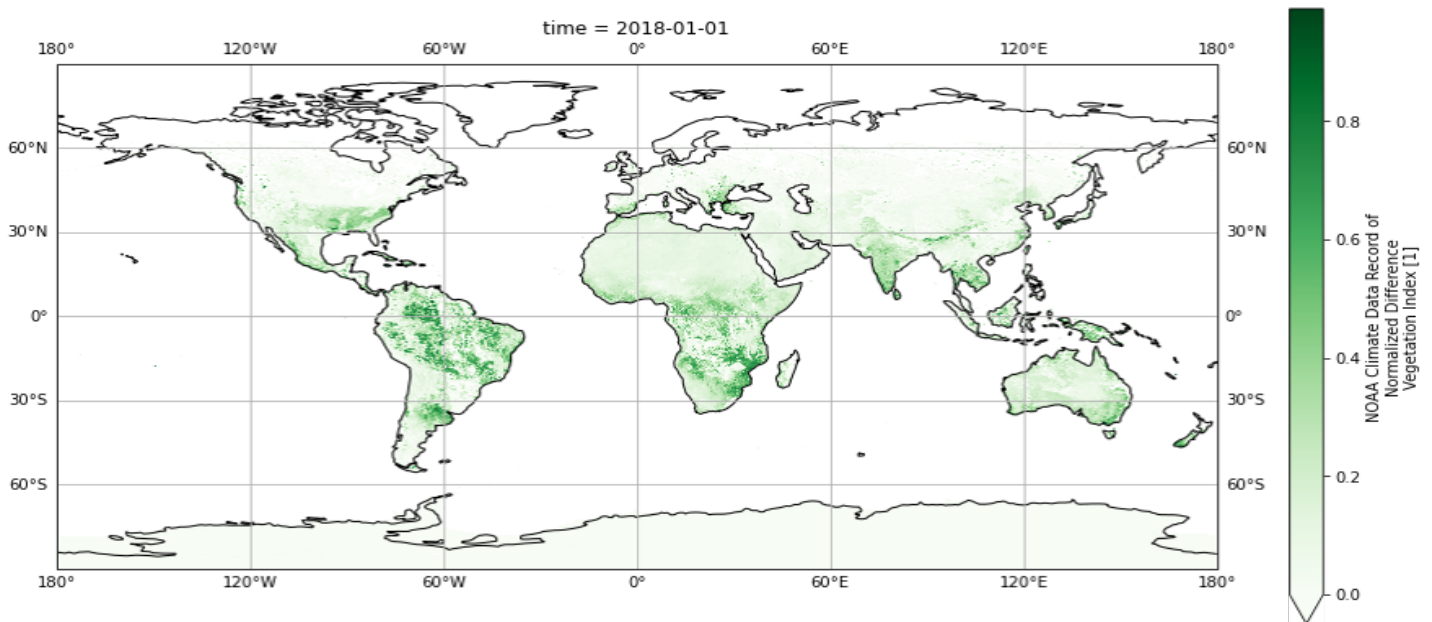 time = 2018-01-01
180° 120°W 60°W 0° 60°E 120°E 180°
60°N 60°N
30°N 30°N
0° 0°
30°S 30°S
60°S 60°S
180° 120°W 60°W 0° 60°E 120°E 180°
0.8
0.6
0.4
0.2
0.0
NOAA Climate Data Record of
Normalized Difference
Vegetation Index [1]